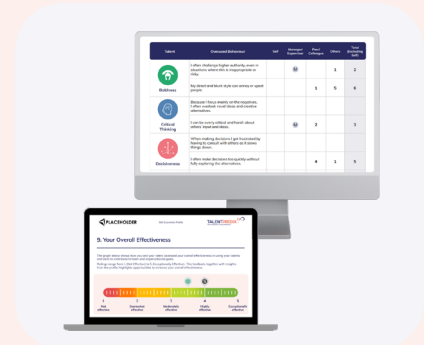 Talent Overused Behaviour Self Manager/ Supervisor Peer/ Colleague Others Total (Including Self)
I often challenge higher authority, even in
situations where this is inappropriate or
risky.
1 2
Boldness
My direct and blunt style can annoy or upset
people.
1 5 6
Because I focus mainly on the negatives,
I often overlook novel ideas and creative
alternatives.
Critical
Thinking
I can be overly critical and harsh about
others' input and ideas.
2 3
When making decisions I get frustrated by
having to consult with others as it slows
things down.
Decisiveness
I often make decisions too quickly without
fully exploring the alternatives.
4 1 5
PLACEHOLDER
TALENT
9. Your Overall Effectiveness
1 2 3 4 5
Not
effective
Somewhat
effective
Moderately
effective
Highly
effective
Exceptionally
effective